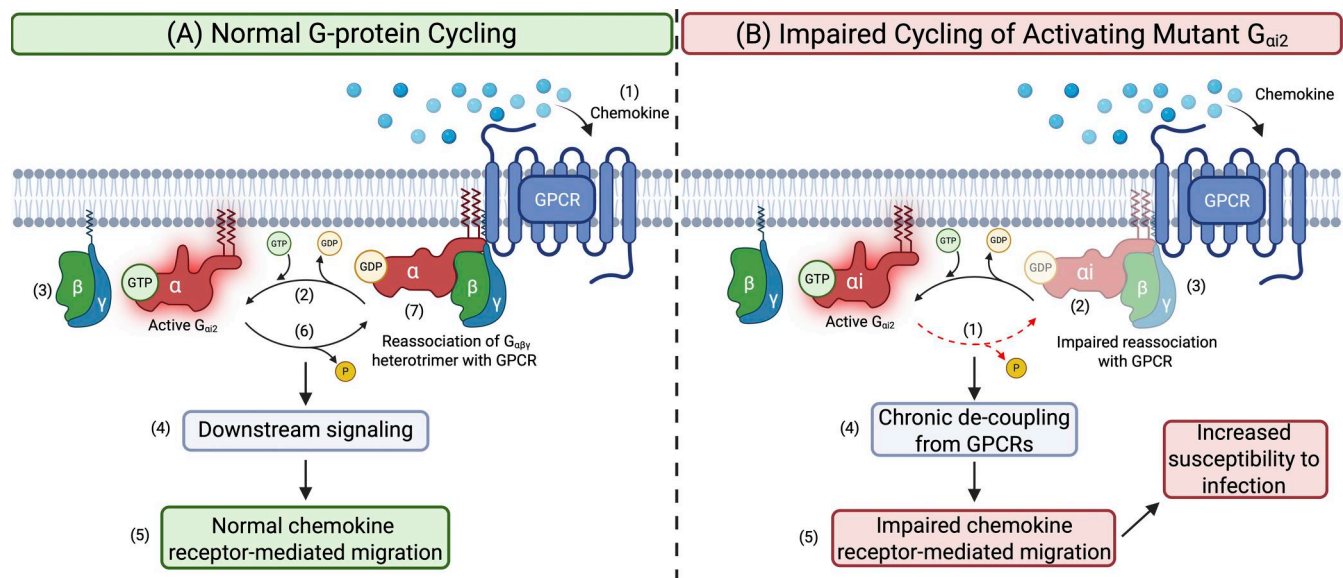 (A) Normal G-protein Cycling
(1)
Chemokine
GPCR
GTP
GDP
(2)
(3)
β
γ
GTP
α
Active Gαi2
GDP
α
β
γ
(7)
(6)
P
Reassociation of Gαβγ
heterotrimer with GPCR
(4)
Downstream signaling
(5)
Normal chemokine
receptor-mediated migration
(B) Impaired Cycling of Activating Mutant Gαi2
Chemokine
GPCR
GTP
GDP
β
γ
GTP
αi
Active Gαi2
GDP
αi
β
γ
(2)
(3)
(1)
P
Impaired reassociation
with GPCR
(4)
Chronic de-coupling
from GPCRs
(5)
Impaired chemokine
receptor-mediated migration
Increased
susceptibility to
infection